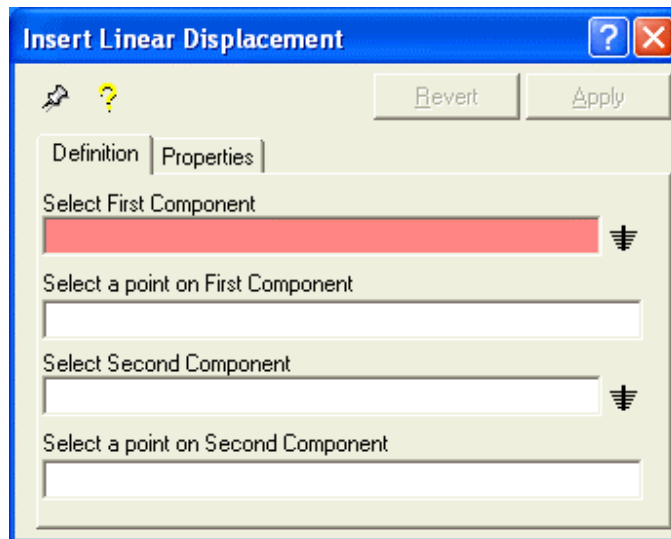 Insert Linear Displacement
Revert Apply
Definition Properties
Select First Component
Select a point on First Component
Select Second Component
Select a point on Second Component